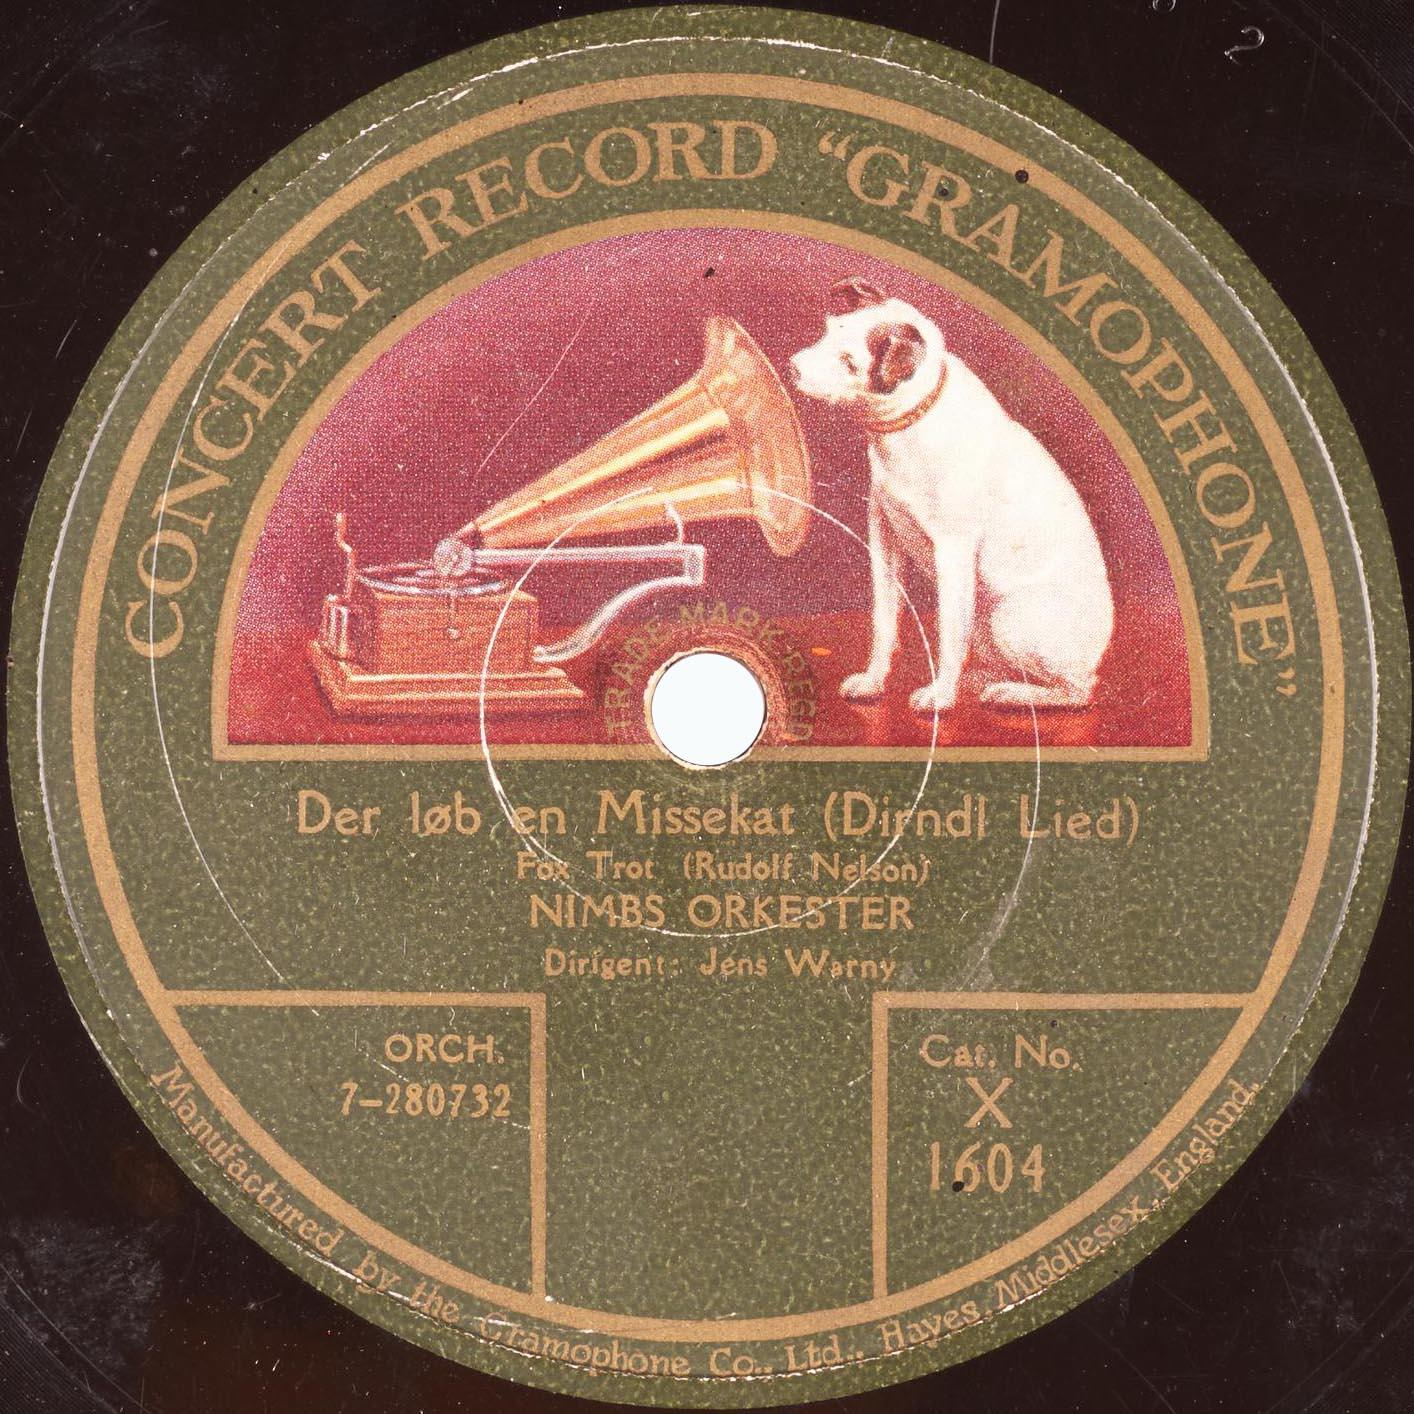 CONCERT RECORD “GRAMOPHONE”
TRADE MARK REGD
Der løb en Missekat (Dirndl Lied)
Fox Trot (Rudolf Nelson)
NIMBS ORKESTER
Dirigent: Jens Warny
ORCH.
7-280732
Cat. No.
X
1604
Manufactured by the Gramophone Co., Ltd., Hayes, Middlesex, England.
2